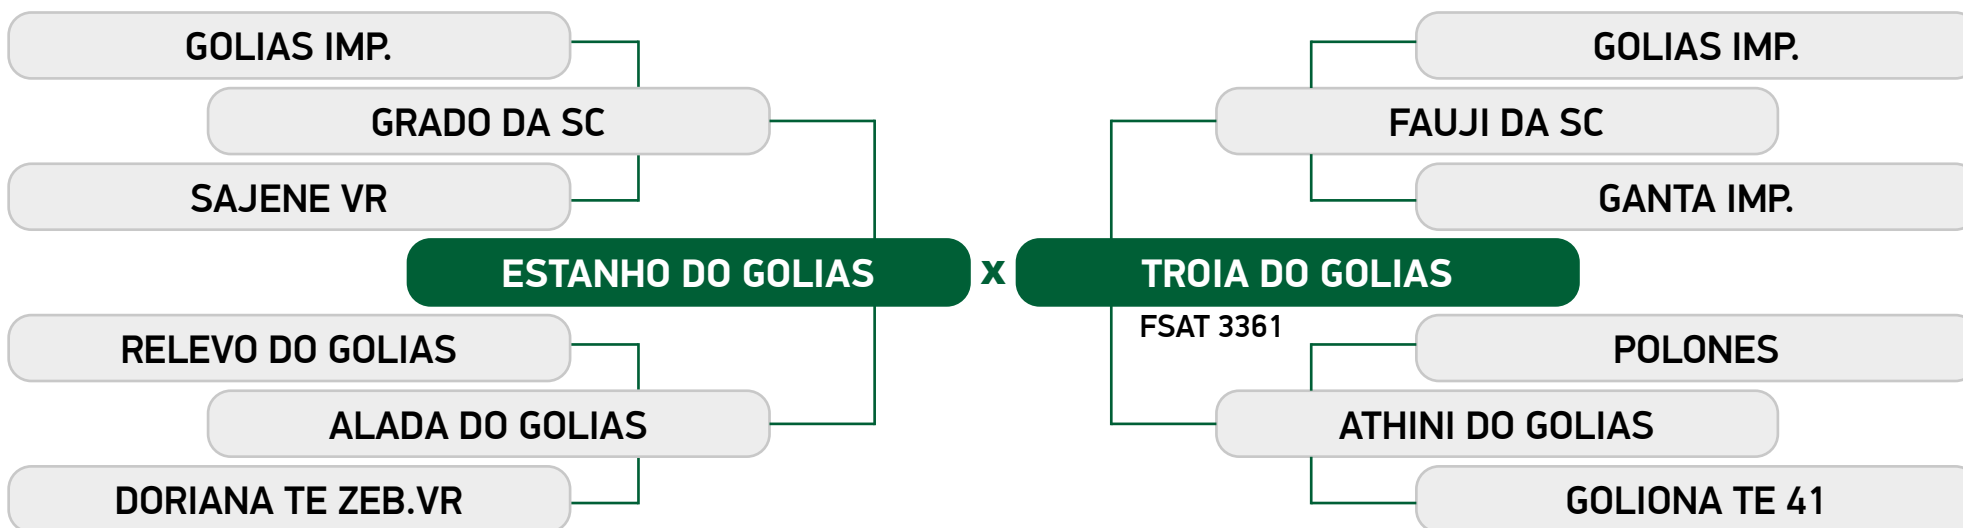 GOLIAS IMP.
GRADO DA SC
SAJENE VR
ESTANHO DO GOLIAS
RELEVO DO GOLIAS
ALADA DO GOLIAS
DORIANA TE ZEB.VR
x
GOLIAS IMP.
FAUJI DA SC
GANTA IMP.
TROIA DO GOLIAS
FSAT 3361
POLONES
ATHINI DO GOLIAS
GOLIONA TE 41